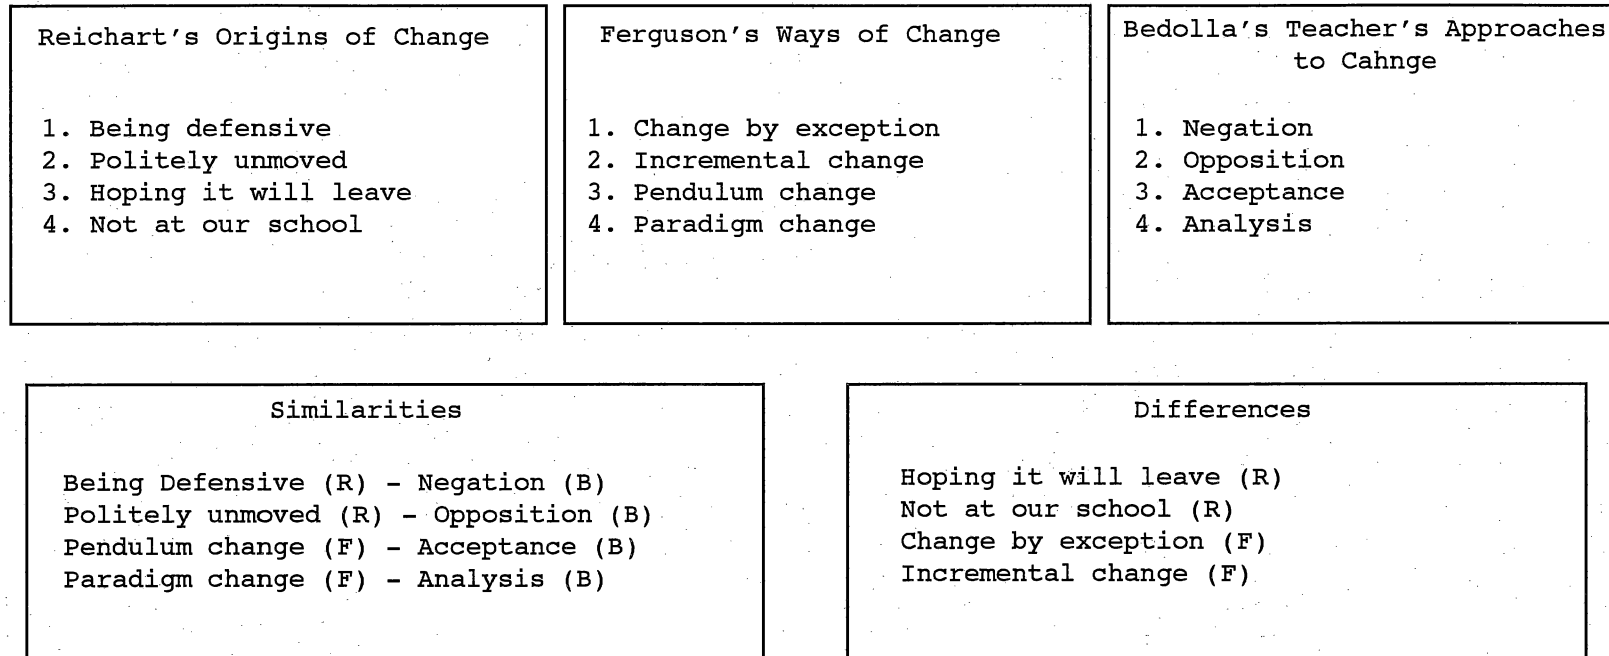 Reichart's Origins of Change
1. Being defensive
2. Politely unmoved
3. Hoping it will leave
4. Not at our school
Ferguson's Ways of Change
1. Change by exception
2. Incremental change
3. Pendulum change
4. Paradigm change
Bedolla's Teacher's Approaches
to Cahnge
1. Negation
2. Opposition
3. Acceptance
4. Analysis
Similarities
Being Defensive (R) – Negation (B)
Politely unmoved (R) – Opposition (B)
Pendulum change (F) – Acceptance (B)
Paradigm change (F) – Analysis (B)
Differences
Hoping it will leave (R)
Not at our school (R)
Change by exception (F)
Incremental change (F)